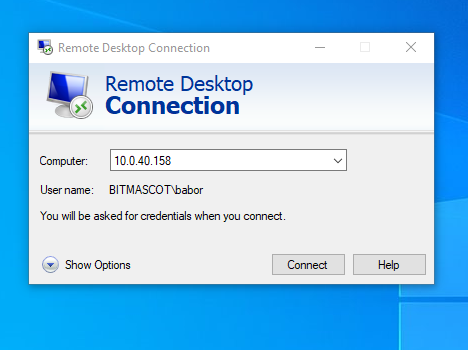 Remote Desktop Connection
Remote Desktop
Connection
Computer: 10.0.40.158
User name: BITMASCOT\babor
You will be asked for credentials when you connect.
Show Options Connect Help